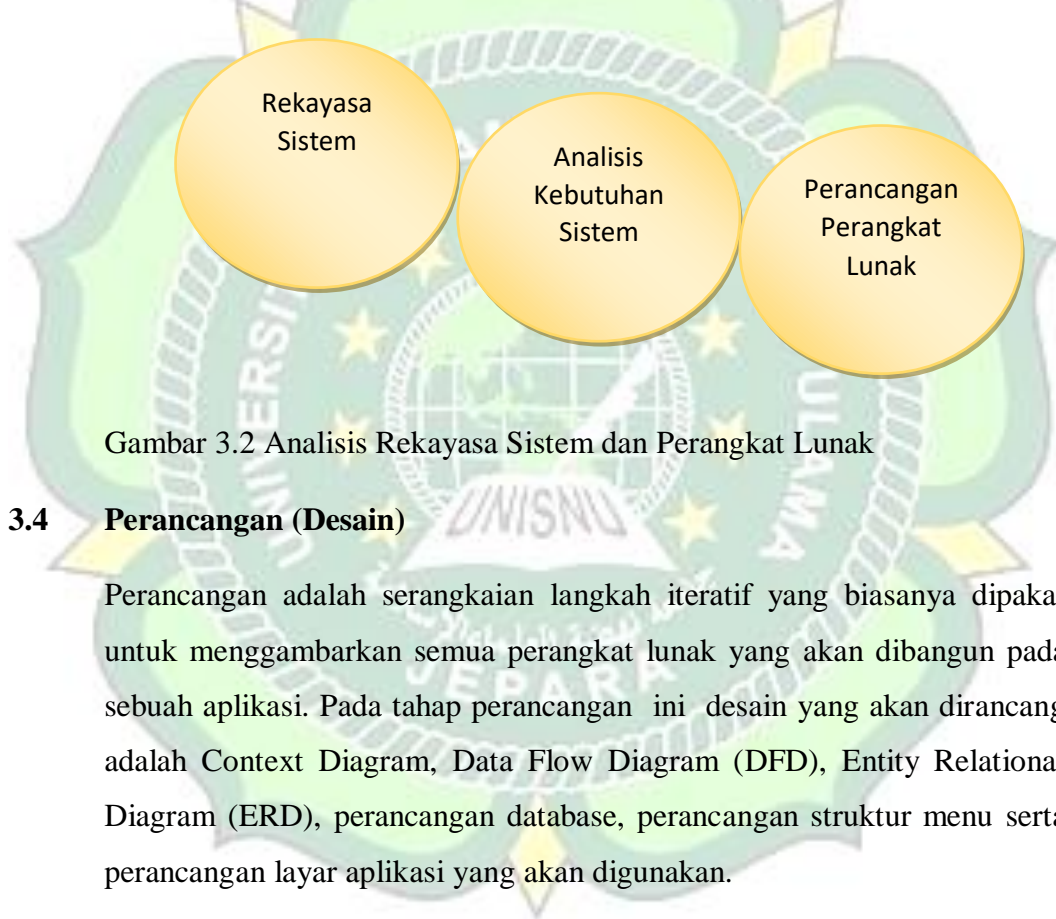 Rekayasa
Sistem
Analisis
Kebutuhan
Sistem
Perancangan
Perangkat
Lunak
Gambar 3.2 Analisis Rekayasa Sistem dan Perangkat Lunak
3.4 Perancangan (Desain)
UNISNU
Perancangan adalah serangkaian langkah iteratif yang biasanya dipakai
untuk menggambarkan semua perangkat lunak yang akan dibangun pada
sebuah aplikasi. Pada tahap perancangan ini desain yang akan dirancang
adalah Context Diagram, Data Flow Diagram (DFD), Entity Relational
Diagram (ERD), perancangan database, perancangan struktur menu serta
perancangan layar aplikasi yang akan digunakan.
JEPARA